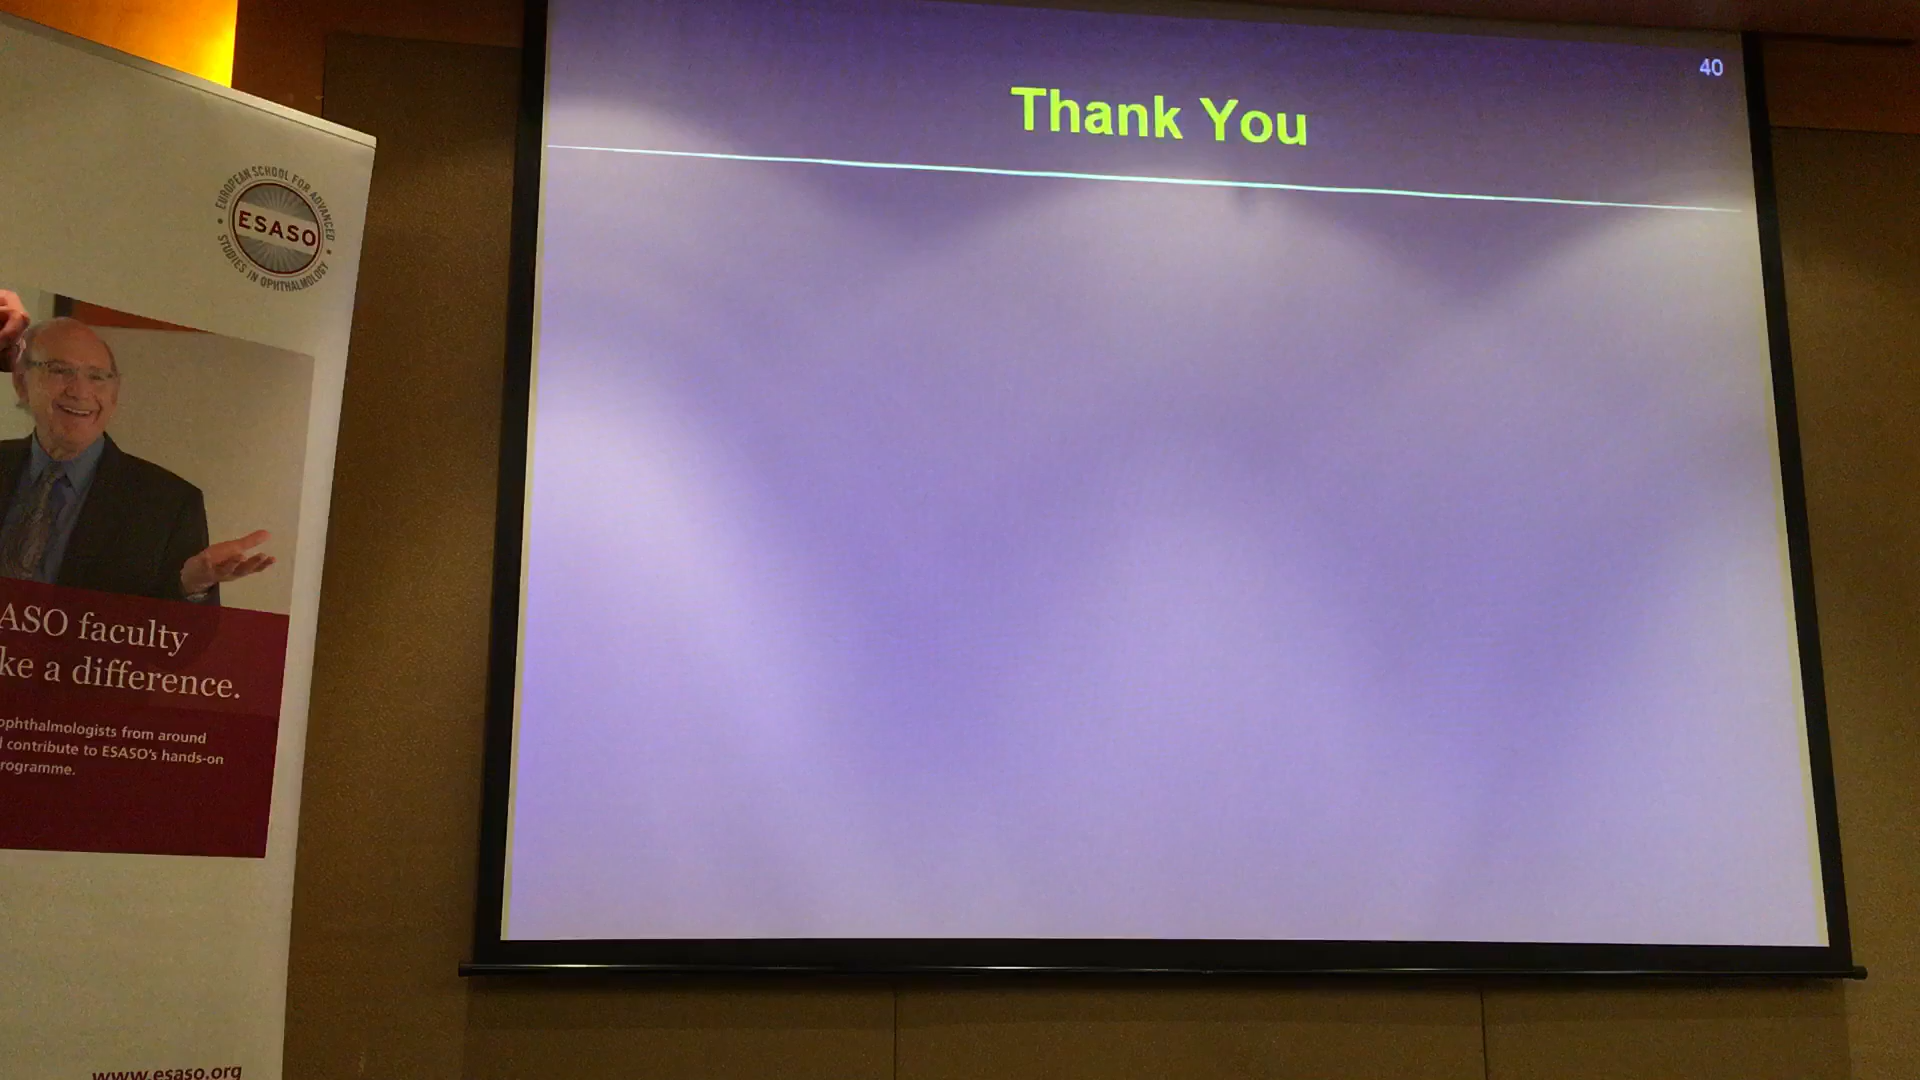 EUROPEAN SCHOOL FOR ADVANCED
ESASO
STUDIES IN OPHTHALMOLOGY
ASO faculty
ke a difference.
ophthalmologists from around
contribute to ESASO's hands-on
rogramme.
www.esaso.org
40
Thank You